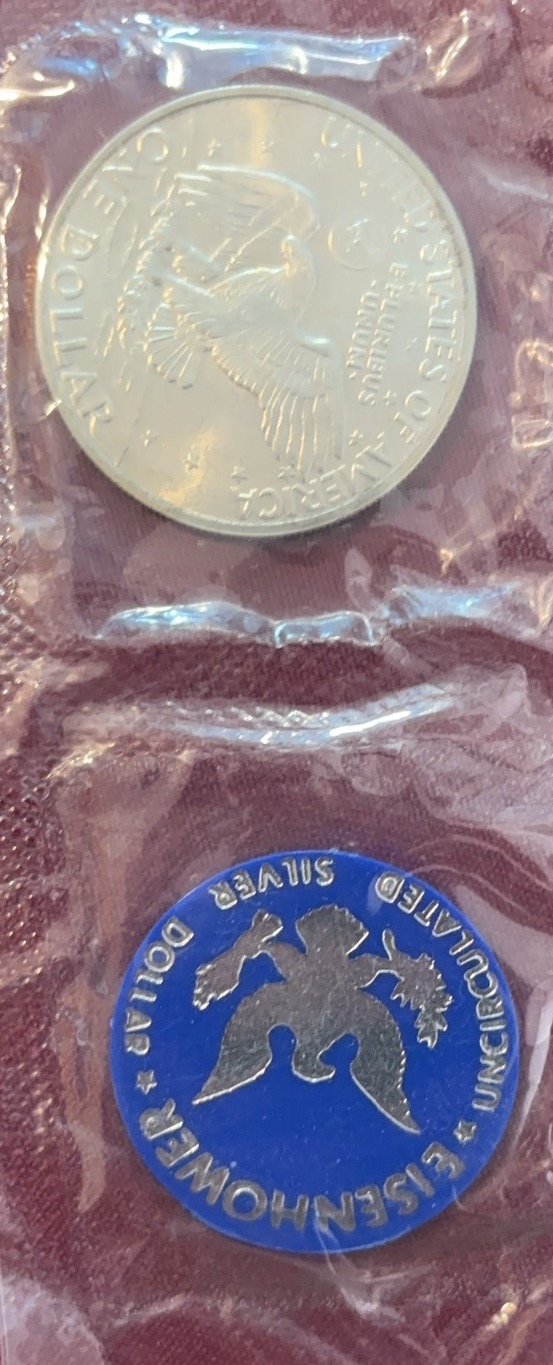 UNITED STATES OF AMERICA
E PLURIBUS
UNUM
ONE DOLLAR
EISENHOWER
UNCIRCULATED SILVER DOLLAR